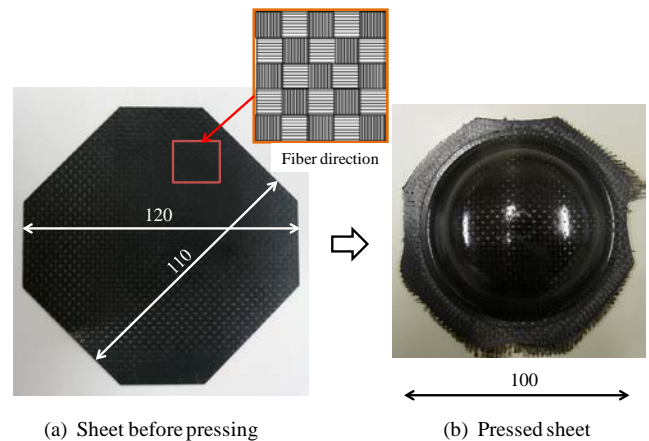 Fiber direction
120
110
100
(a) Sheet before pressing
(b) Pressed sheet